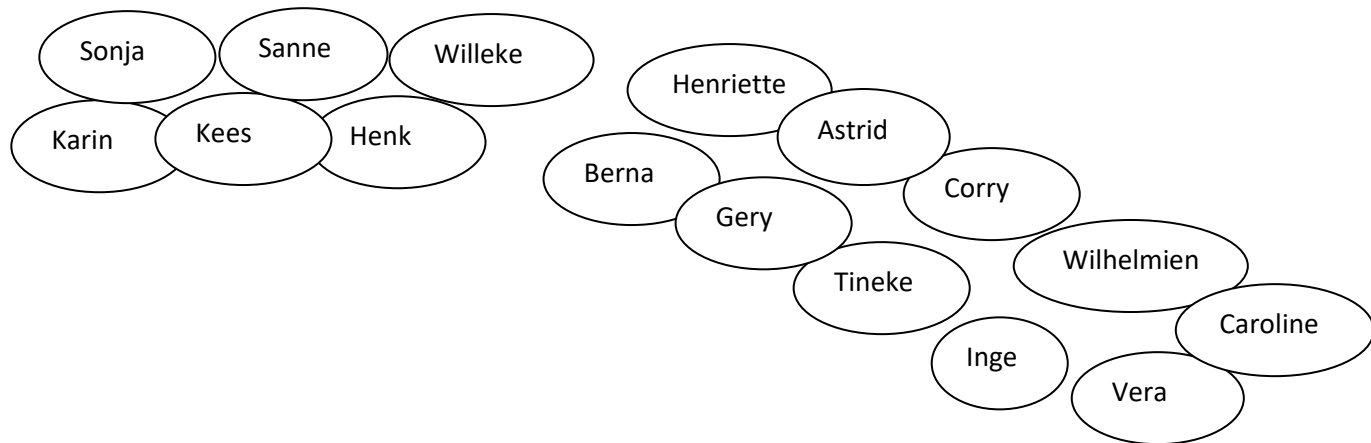 Sonja
Sanne
Willeke
Karin
Kees
Henk
Henriette
Astrid
Corry
Wilhelmien
Caroline
Berna
Gery
Tineke
Inge
Vera